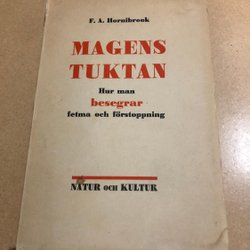 F. A. Hornibrook
MAGENS
TUKTAN
Hur man
besegrar
fetma och förstoppning
NATUR OCH KULTUR